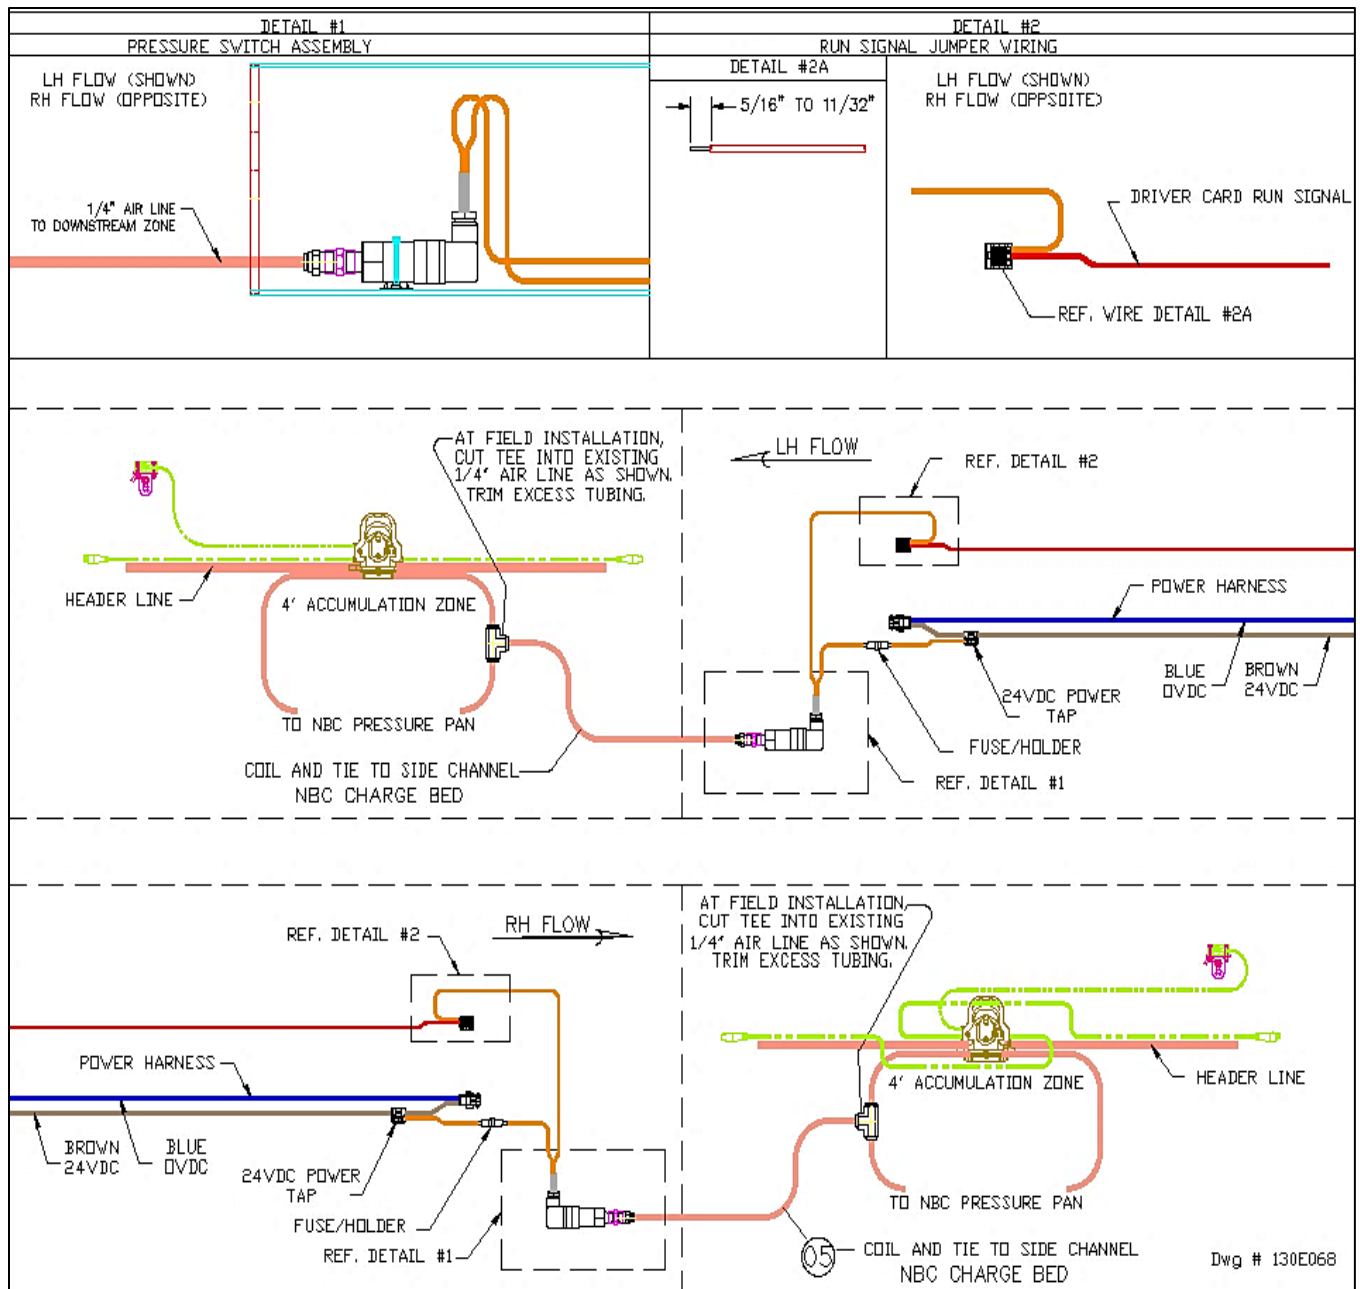 DETAIL #1
PRESSURE SWITCH ASSEMBLY
LH FLOW (SHOWN)
RH FLOW (OPPOSITE)
1/4" AIR LINE
TO DOWNSTREAM ZONE
DETAIL #2
RUN SIGNAL JUMPER WIRING
DETAIL #2A
5/16" TO 11/32"
LH FLOW (SHOWN)
RH FLOW (OPPSOITE)
DRIVER CARD RUN SIGNAL
REF. WIRE DETAIL #2A
AT FIELD INSTALLATION,
CUT TEE INTO EXISTING
1/4" AIR LINE AS SHOWN.
TRIM EXCESS TUBING.
HEADER LINE
4' ACCUMULATION ZONE
TO NBC PRESSURE PAN
COIL AND TIE TO SIDE CHANNEL
NBC CHARGE BED
LH FLOW
REF. DETAIL #2
POWER HARNESS
BLUE
0VDC
BROWN
24VDC
24VDC POWER
TAP
FUSE/HOLDER
REF. DETAIL #1
REF. DETAIL #2
RH FLOW
POWER HARNESS
BROWN
24VDC
BLUE
0VDC
24VDC POWER
TAP
FUSE/HOLDER
REF. DETAIL #1
AT FIELD INSTALLATION,
CUT TEE INTO EXISTING
1/4" AIR LINE AS SHOWN.
TRIM EXCESS TUBING.
4' ACCUMULATION ZONE
HEADER LINE
TO NBC PRESSURE PAN
05
COIL AND TIE TO SIDE CHANNEL
NBC CHARGE BED
Dwg # 130E068